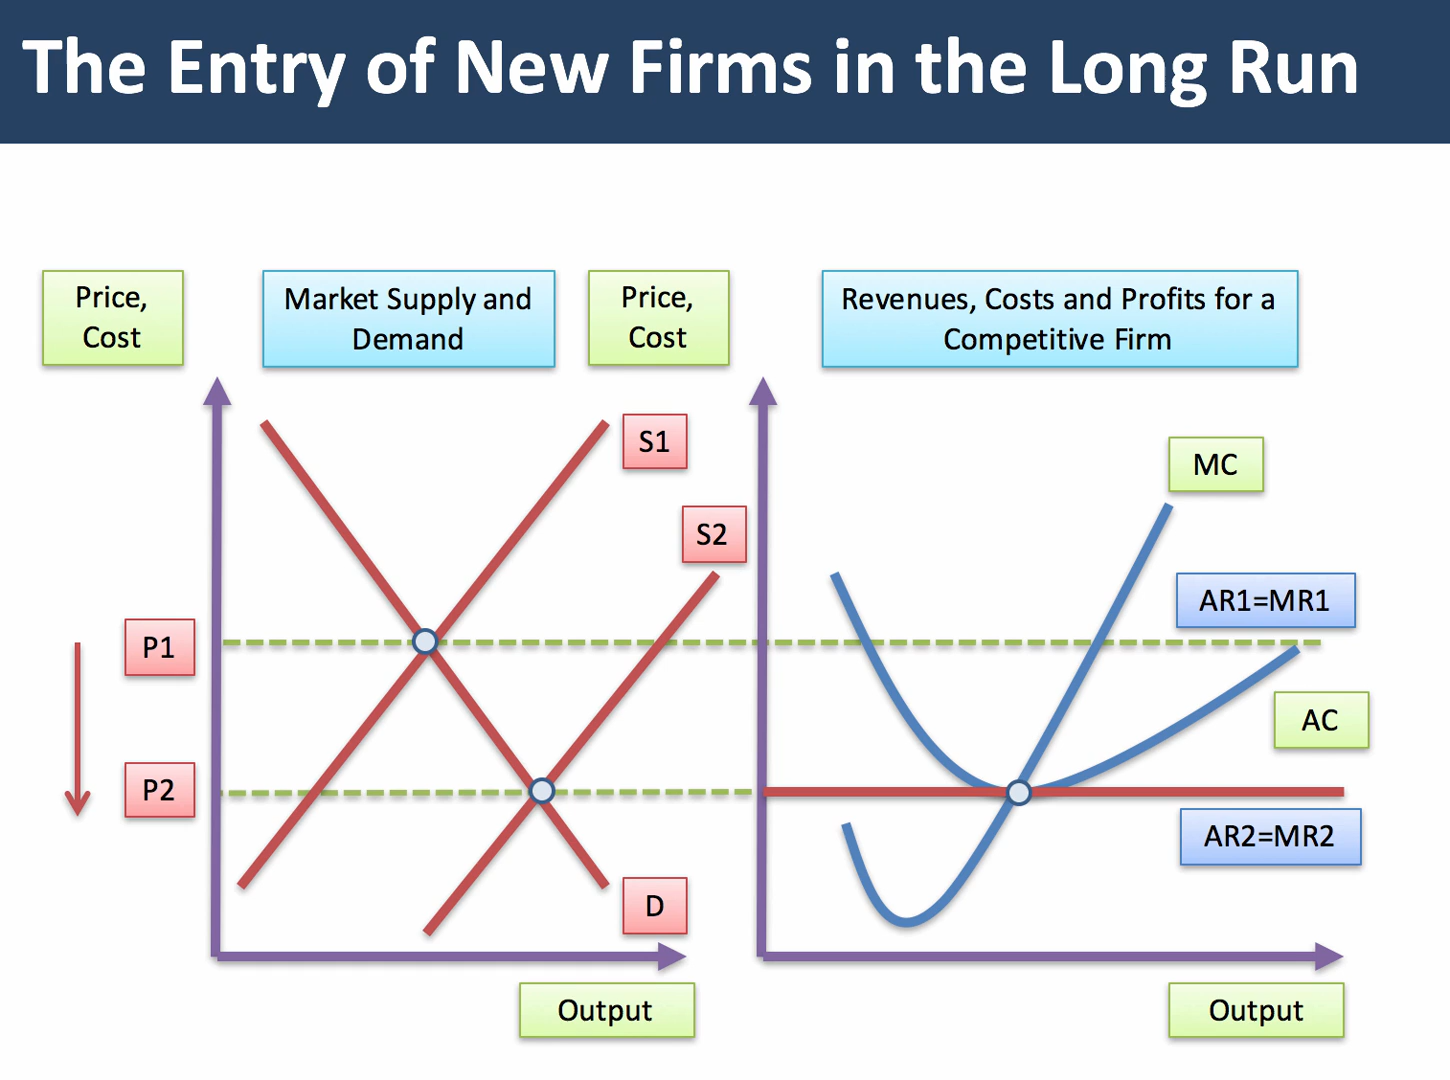 The Entry of New Firms in the Long Run
Price,
Cost
Market Supply and
Demand
Price,
Cost
Revenues, Costs and Profits for a
Competitive Firm
S1
S2
P1
P2
D
Output
MC
AR1=MR1
AC
AR2=MR2
Output